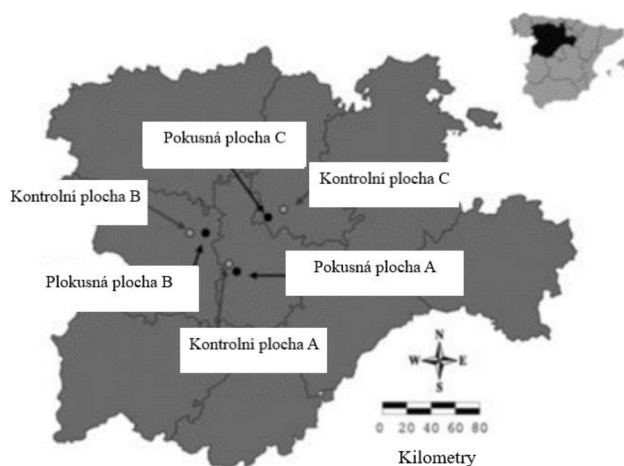 Pokusná plocha C
Kontrolní plocha C
Kontrolní plocha B
Plokusná plocha B
Pokusná plocha A
Kontrolní plocha A
N
W E
S
0 20 40 60 80
Kilometry